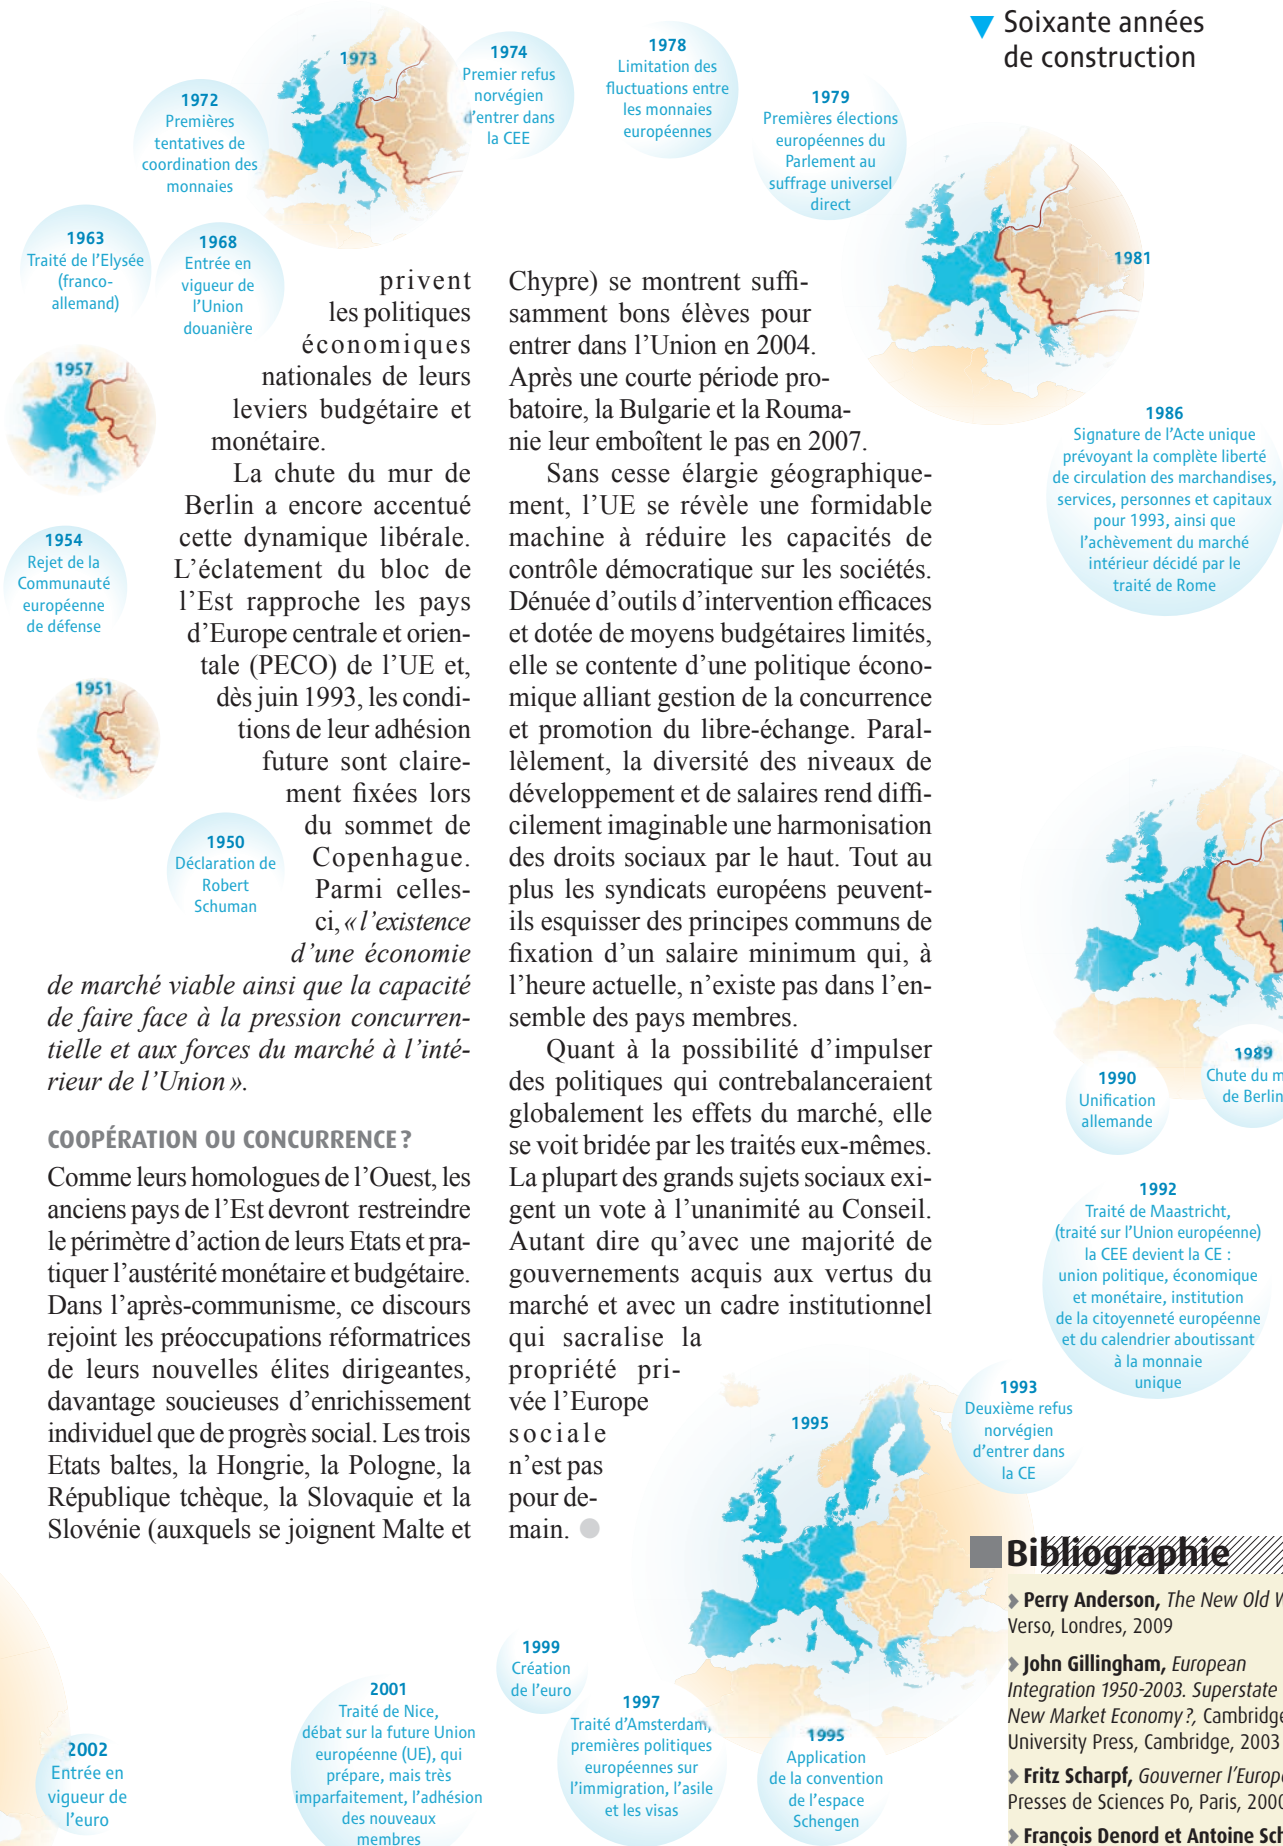 Soixante années
de construction
1973
1974
Premier refus
norvégien
d'entrer dans
la CEE
1978
Limitation des
fluctuations entre
les monnaies
européennes
1979
Premières élections
européennes du
Parlement au
suffrage universel
direct
1972
Premières
tentatives de
coordination des
monnaies
1963
Traité de l'Elysée
(franco-
allemand)
1968
Entrée en
vigueur de
l'Union
douanière
1957
1954
Rejet de la
Communauté
européenne
de défense
1951
1950
Déclaration de
Robert
Schuman
privent
les politiques
économiques
nationales de leurs
leviers budgétaire et
monétaire.
La chute du mur de
Berlin a encore accentué
cette dynamique libérale.
L'éclatement du bloc de
l'Est rapproche les pays
d'Europe centrale et orien-
tale (PECO) de l'UE et,
dès juin 1993, les condi-
tions de leur adhésion
future sont claire-
ment fixées lors
du sommet de
Copenhague.
Parmi celles-
ci, « l'existence
d'une économie
de marché viable ainsi que la capacité
de faire face à la pression concurren-
tielle et aux forces du marché à l'inté-
rieur de l'Union ».
COOPÉRATION OU CONCURRENCE ?
Comme leurs homologues de l'Ouest, les
anciens pays de l'Est devront restreindre
le périmètre d'action de leurs Etats et pra-
tiquer l'austérité monétaire et budgétaire.
Dans l'après-communisme, ce discours
rejoint les préoccupations réformatrices
de leurs nouvelles élites dirigeantes,
davantage soucieuses d'enrichissement
individuel que de progrès social. Les trois
Etats baltes, la Hongrie, la Pologne, la
République tchèque, la Slovaquie et la
Slovénie (auxquels se joignent Malte et
Chypre) se montrent suffi-
samment bons élèves pour
entrer dans l'Union en 2004.
Après une courte période pro-
batoire, la Bulgarie et la Rouma-
nie leur emboîtent le pas en 2007.
Sans cesse élargie géographique-
ment, l'UE se révèle une formidable
machine à réduire les capacités de
contrôle démocratique sur les sociétés.
Dénuée d'outils d'intervention efficaces
et dotée de moyens budgétaires limités,
elle se contente d'une politique écono-
mique alliant gestion de la concurrence
et promotion du libre-échange. Paral-
lèlement, la diversité des niveaux de
développement et de salaires rend diffi-
cilement imaginable une harmonisation
des droits sociaux par le haut. Tout au
plus les syndicats européens peuvent-
ils esquisser des principes communs de
fixation d'un salaire minimum qui, à
l'heure actuelle, n'existe pas dans l'en-
semble des pays membres.
Quant à la possibilité d'impulser
des politiques qui contrebalanceraient
globalement les effets du marché, elle
se voit bridée par les traités eux-mêmes.
La plupart des grands sujets sociaux exi-
gent un vote à l'unanimité au Conseil.
Autant dire qu'avec une majorité de
gouvernements acquis aux vertus du
marché et avec un cadre institutionnel
qui sacralise la
propriété pri-
vée l'Europe
sociale
n'est pas
pour de-
main.
1981
1986
Signature de l'Acte unique
prévoyant la complète liberté
de circulation des marchandises,
services, personnes et capitaux
pour 1993, ainsi que
l'achèvement du marché
intérieur décidé par le
traité de Rome
1989
Chute du
de Berlin
1990
Unification
allemande
1992
Traité de Maastricht,
(traité sur l'Union européenne)
la CEE devient la CE :
union politique, économique
et monétaire, institution
de la citoyenneté européenne
et du calendrier aboutissant
à la monnaie
unique
1993
Deuxième refus
norvégien
d'entrer dans
la CE
1995
1995
Application
de la convention
de l'espace
Schengen
1997
Traité d'Amsterdam,
premières politiques
européennes sur
l'immigration, l'asile
et les visas
1999
Création
de l'euro
2001
Traité de Nice,
débat sur la future Union
européenne (UE), qui
prépare, mais très
imparfaitement, l'adhésion
des nouveaux
membres
2002
Entrée en
vigueur de
l'euro
Bibliographie
Perry Anderson, The New Old
Verso, Londres, 2009
John Gillingham, European
Integration 1950-2003. Superstate
New Market Economy ?, Cambridge
University Press, Cambridge, 2003
Fritz Scharpf, Gouverner l'Europe
Presses de Sciences Po, Paris, 2000
François Denord et Antoine